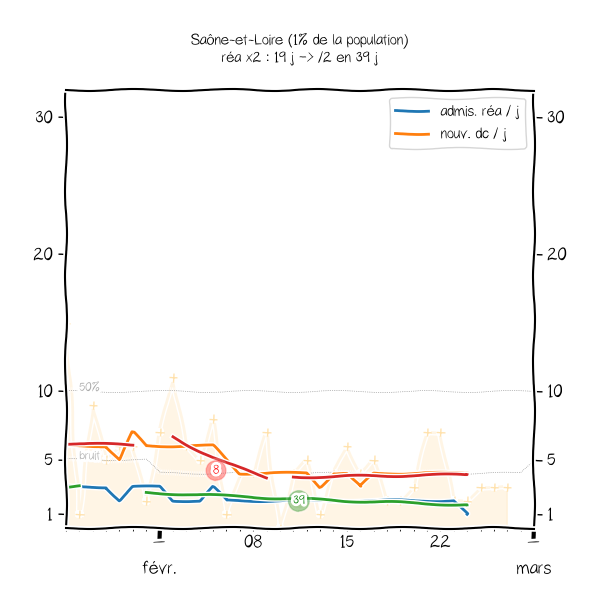 Saône-et-Loire (1% de la population)
réa x2 : 19 j -> /2 en 39 j
admis. réa / j
nouv. dc / j
30
30
20
20
50%
10
10
bruit
5
5
8
39
1
1
08
15
22
févr.
mars